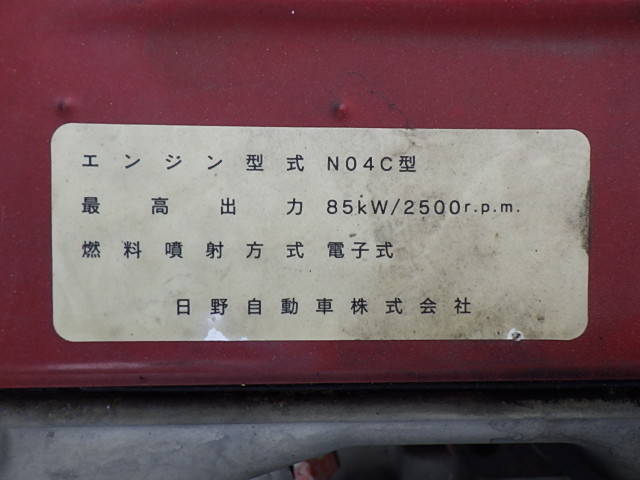 エンジン型式 N04C型
最高出力 85kW/2500r.p.m.
燃料噴射方式 電子式
日野自動車株式会社